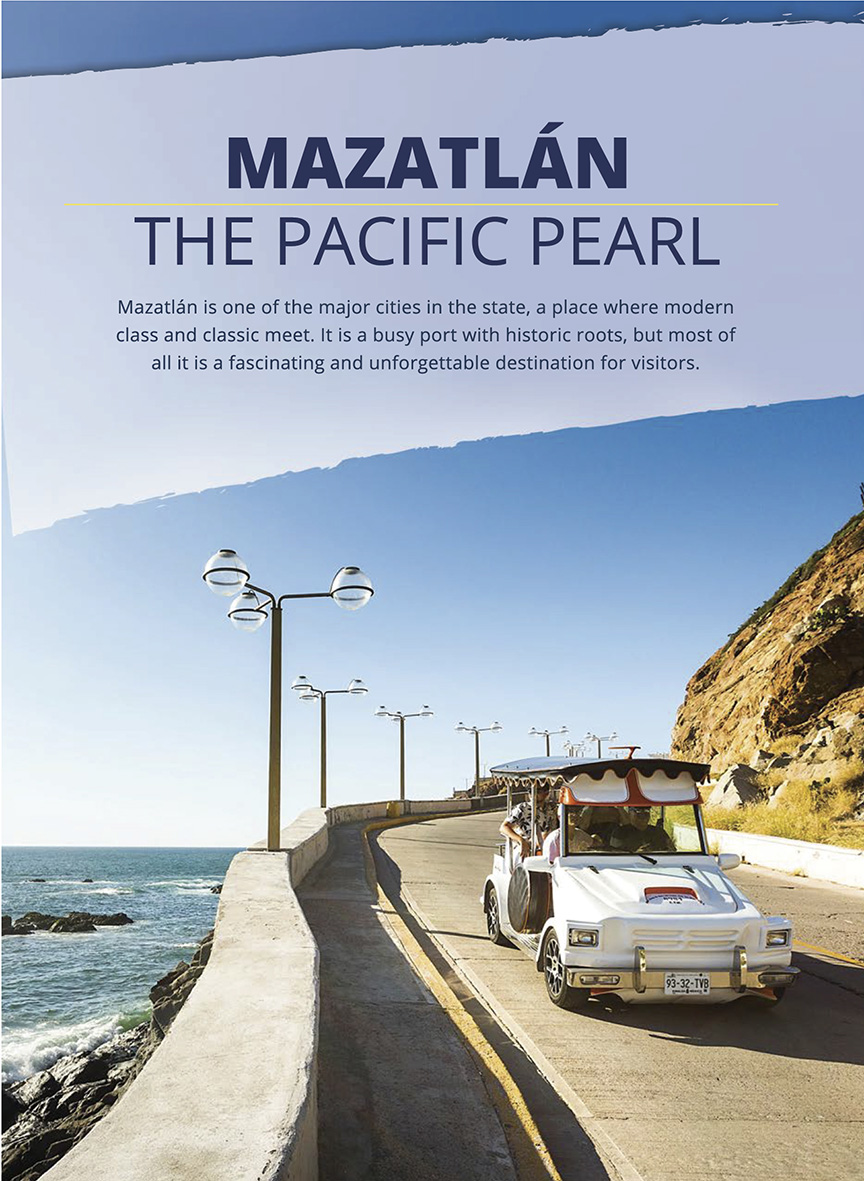 MAZATLÁN
THE PACIFIC PEARL
Mazatlán is one of the major cities in the state, a place where modern
class and classic meet. It is a busy port with historic roots, but most of
all it is a fascinating and unforgettable destination for visitors.
93-32-TVB